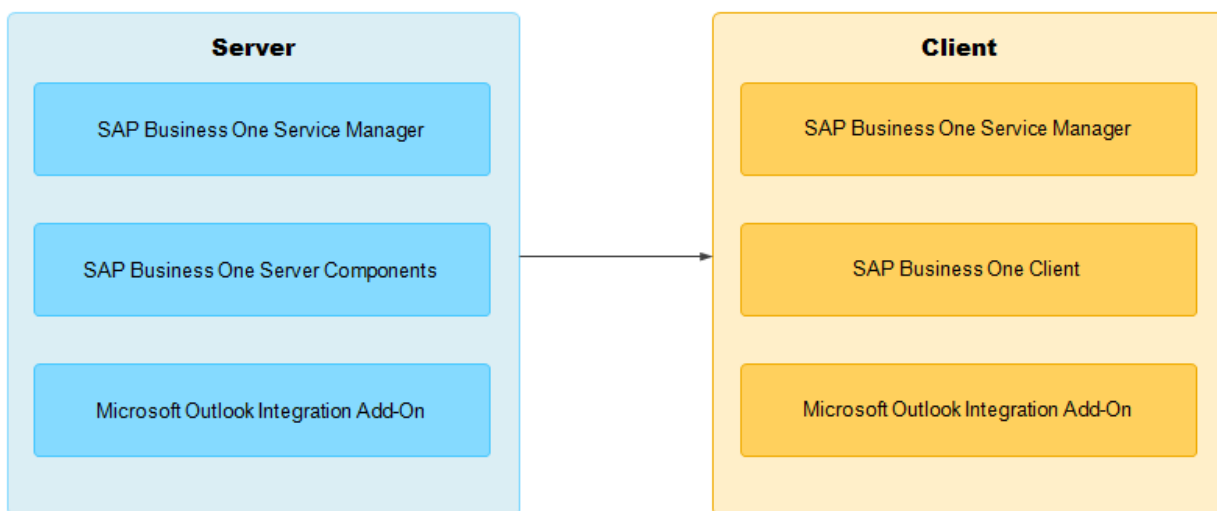 Server
SAP Business One Service Manager
SAP Business One Server Components
Microsoft Outlook Integration Add-On
Client
SAP Business One Service Manager
SAP Business One Client
Microsoft Outlook Integration Add-On